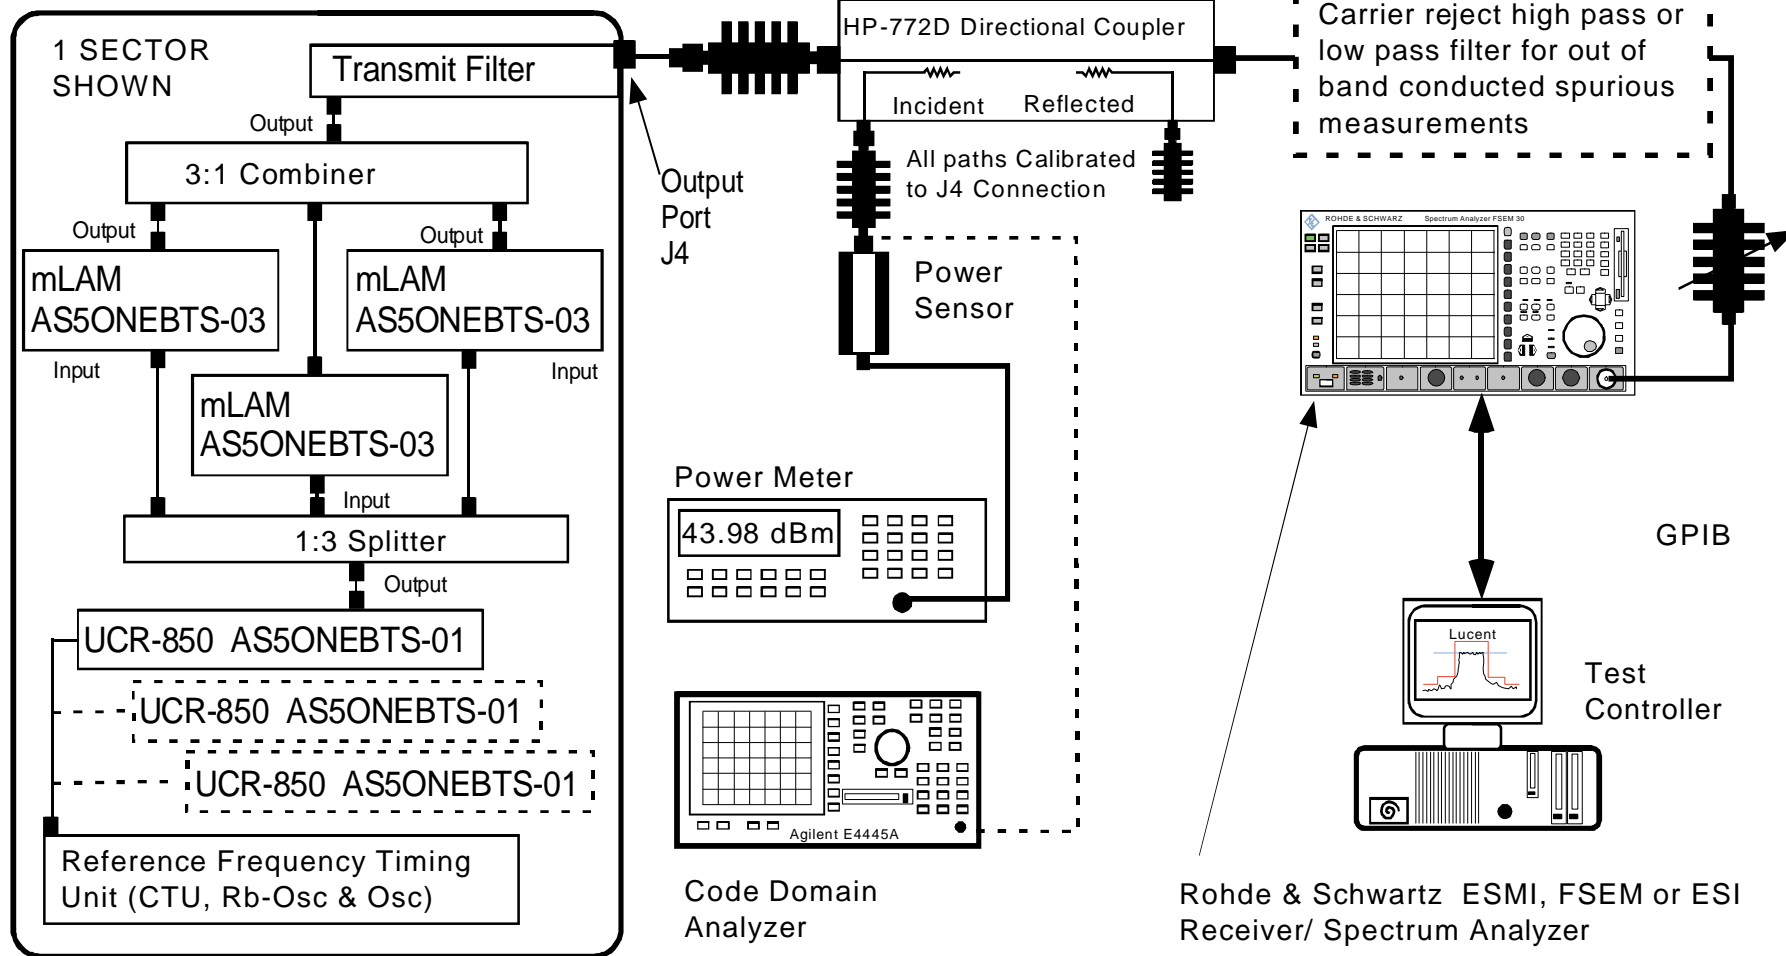 1 SECTOR
SHOWN
Transmit Filter
Output
3:1 Combiner
Output
Output
mLAM
AS5ONEBTS-03
mLAM
AS5ONEBTS-03
Input
Input
mLAM
AS5ONEBTS-03
Input
1:3 Splitter
Output
UCR-850 AS5ONEBTS-01
UCR-850 AS5ONEBTS-01
UCR-850 AS5ONEBTS-01
Reference Frequency Timing
Unit (CTU, Rb-Osc & Osc)
Output
Port
J4
HP-772D Directional Coupler
Incident
Reflected
All paths Calibrated
to J4 Connection
Power
Sensor
Power Meter
43.98 dBm
Agilent E4445A
Code Domain
Analyzer
Carrier reject high pass or
low pass filter for out of
band conducted spurious
measurements
ROHDE & SCHWARZ Spectrum Analyzer FSEM 30
GPIB
Lucent
Test
Controller
Rohde & Schwartz ESMI, FSEM or ESI
Receiver/ Spectrum Analyzer